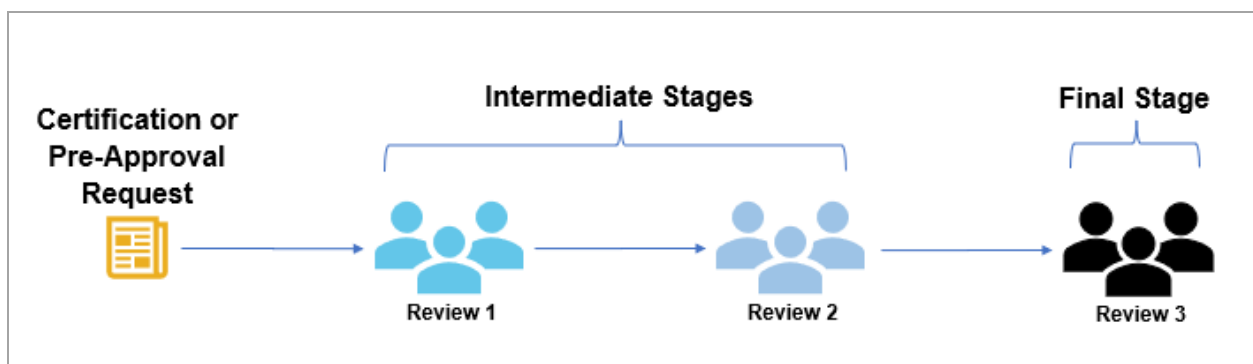 Certification or
Pre-Approval
Request
Intermediate Stages
Final Stage
Review 1
Review 2
Review 3